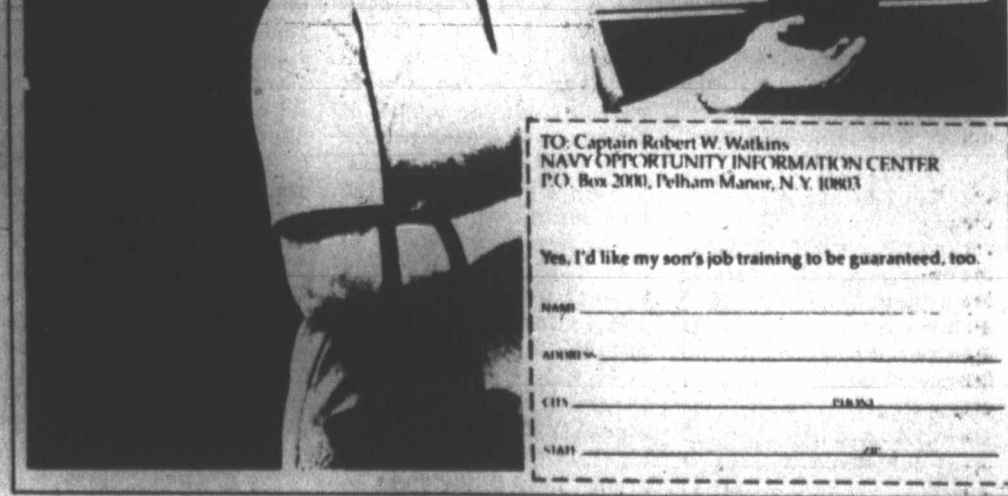 TO: Captain Robert W. Watkins
NAVY OPPORTUNITY INFORMATION CENTER
P.O. Box 2000, Pelham Manor, N.Y. 10803
Yes, I'd like my son's job training to be guaranteed, too.
NAME
ADDRESS
CITY PHONE
STATE ZIP